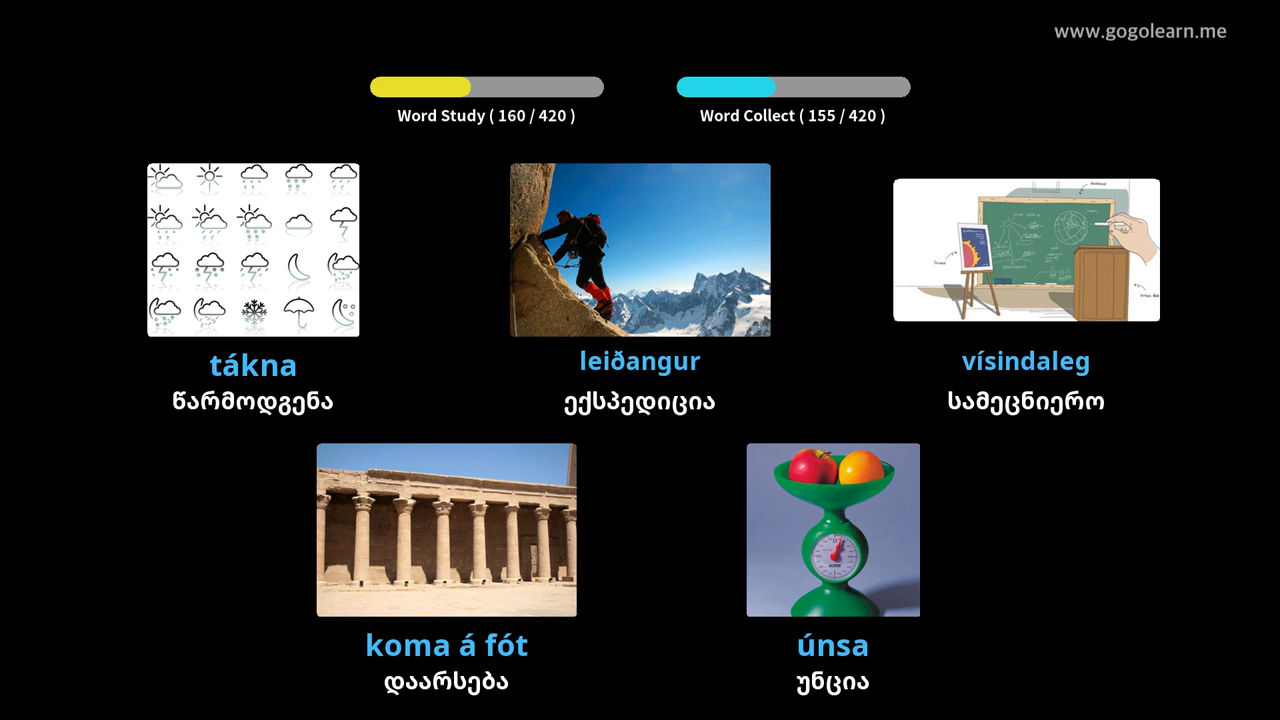 www.gogolearn.me
Word Study ( 160 / 420 )
Word Collect ( 155 / 420 )
tákna
წარმოდგენა
leiðangur
ექსპედიცია
vísindaleg
სამეცნიერო
koma á fót
დაარსება
únsa
უნცია